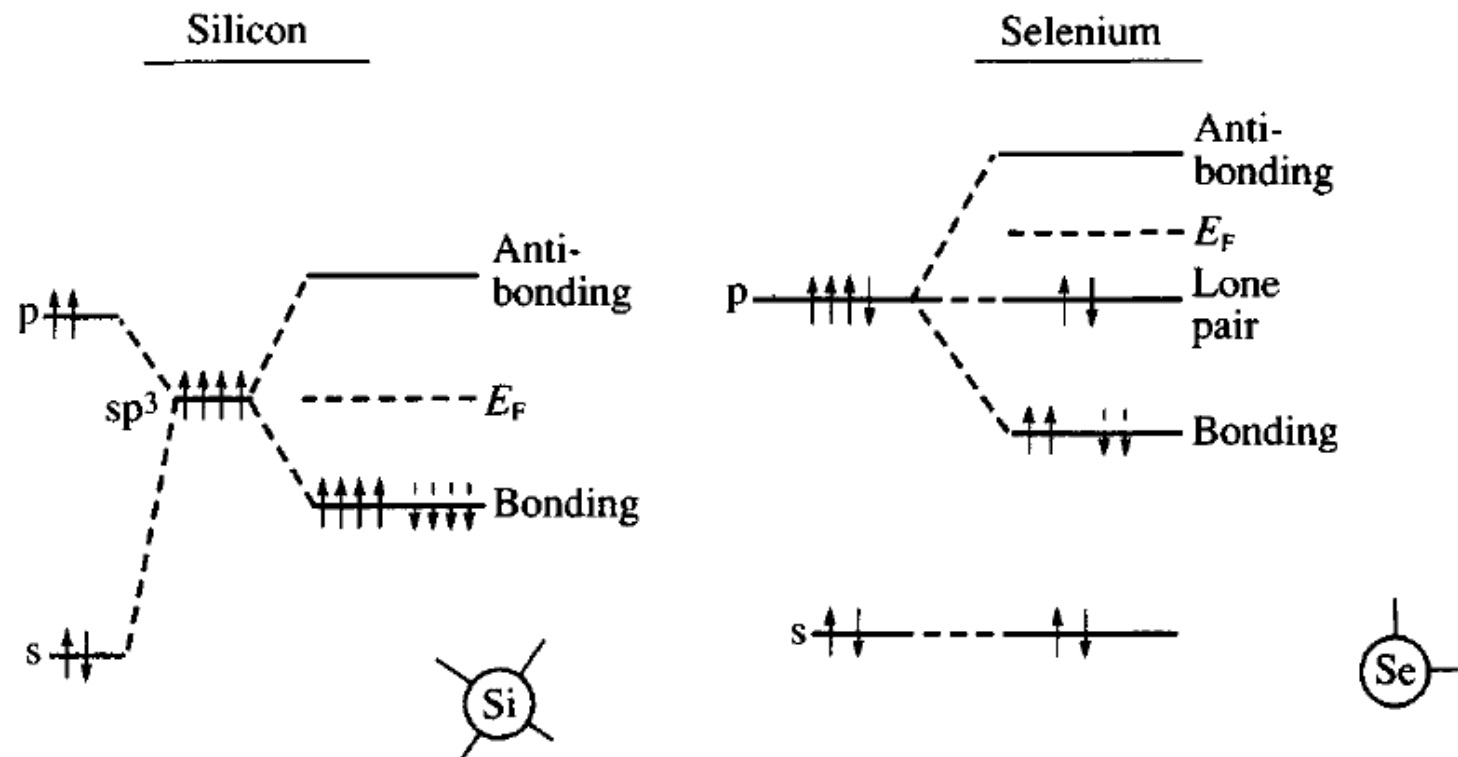 Silicon
Anti-
bonding
p
sp³
E_F
Bonding
s
Si
Selenium
Anti-
bonding
E_F
p
Lone
pair
Bonding
s
Se